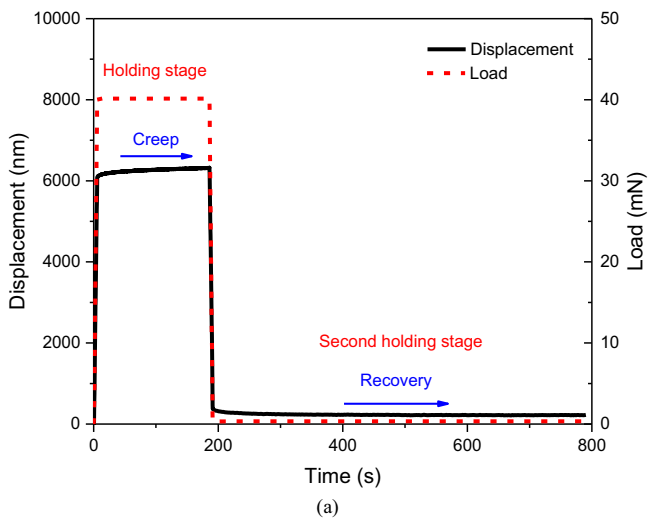 10000
8000
6000
4000
2000
0
Displacement (nm)
50
40
30
20
10
0
Load (mN)
Displacement
Load
Holding stage
Creep
Second holding stage
Recovery
0
200
400
600
800
Time (s)
(a)